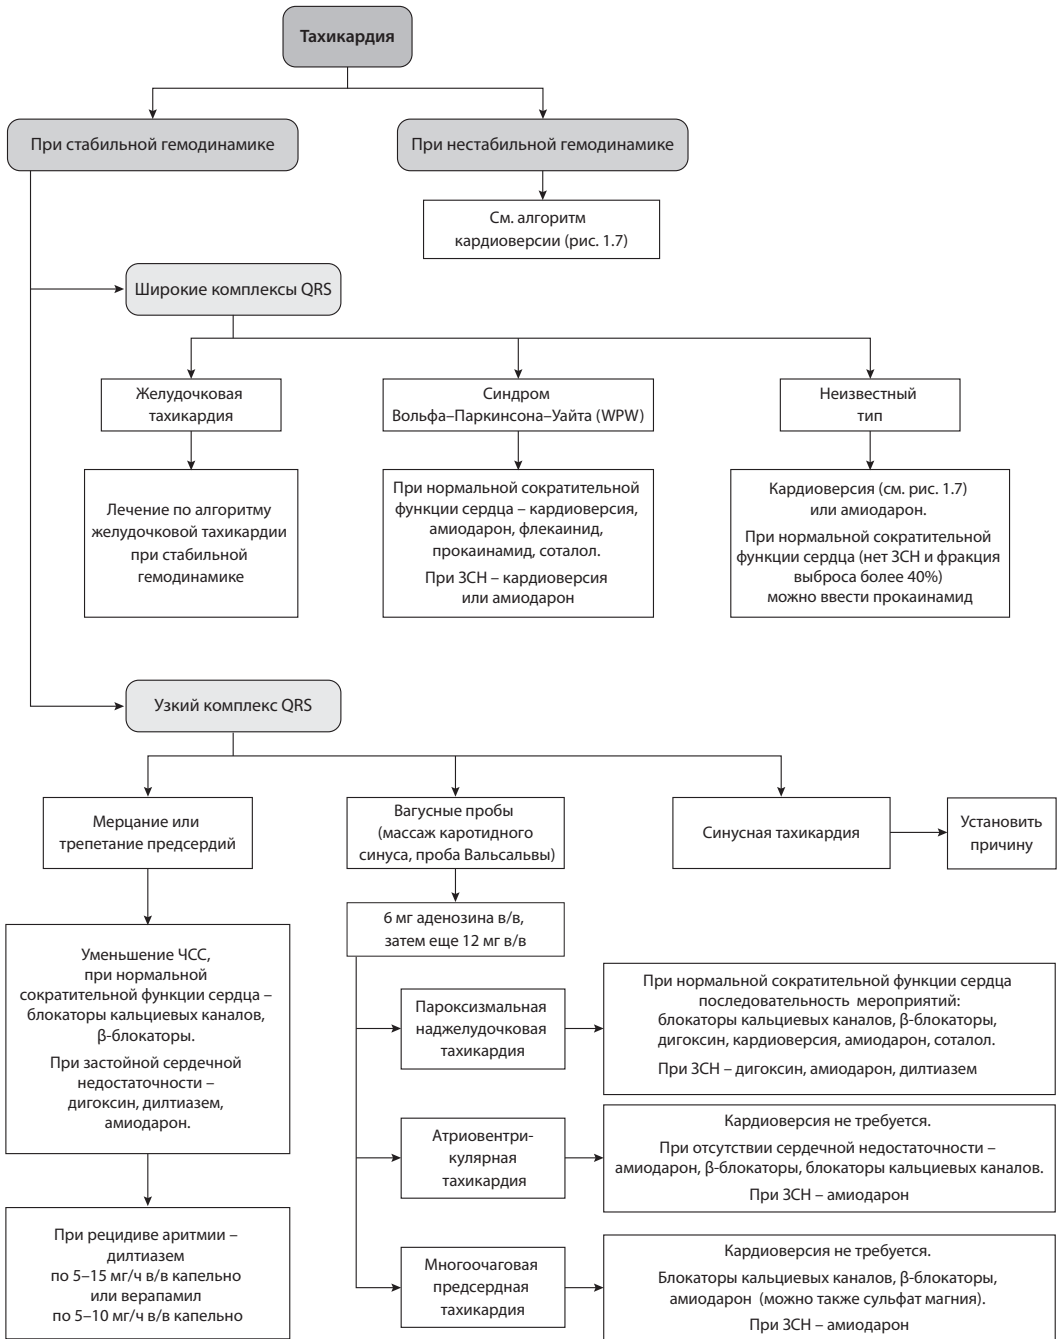 Тахикардия
При стабильной гемодинамике
При нестабильной гемодинамике
См. алгоритм
кардиоверсии (рис. 1.7)
Широкие комплексы QRS
Желудочковая
тахикардия
Синдром
Вольфа–Паркинсона–Уайта (WPW)
Неизвестный
тип
Лечение по алгоритму
желудочковой тахикардии
при стабильной
гемодинамике
При нормальной сократительной
функции сердца – кардиоверсия,
амиодарон, флекаинид,
прокаинамид, соталол.
При ЗСН – кардиоверсия
или амиодарон
Кардиоверсия (см. рис. 1.7)
или амиодарон.
При нормальной сократительной
функции сердца (нет ЗСН и фракция
выброса более 40%)
можно ввести прокаинамид
Узкий комплекс QRS
Мерцание или
трепетание предсердий
Вагусные пробы
(массаж каротидного
синуса, проба Вальсальвы)
Синусная тахикардия
Установить
причину
6 мг аденозина в/в,
затем еще 12 мг в/в
Уменьшение ЧСС,
при нормальной
сократительной функции сердца –
блокаторы кальциевых каналов,
β-блокаторы.
При застойной сердечной
недостаточности –
дигоксин, дилтиазем,
амиодарон.
При рецидиве аритмии –
дилтиазем
по 5–15 мг/ч в/в капельно
или верапамил
по 5–10 мг/ч в/в капельно
Пароксизмальная
наджелудочковая
тахикардия
При нормальной сократительной функции сердца
последовательность мероприятий:
блокаторы кальциевых каналов, β-блокаторы,
дигоксин, кардиоверсия, амиодарон, соталол.
При ЗСН – дигоксин, амиодарон, дилтиазем
Атриовентри-
кулярная
тахикардия
Кардиоверсия не требуется.
При отсутствии сердечной недостаточности –
амиодарон, β-блокаторы, блокаторы кальциевых каналов.
При ЗСН – амиодарон
Многоочаговая
предсердная
тахикардия
Кардиоверсия не требуется.
Блокаторы кальциевых каналов, β-блокаторы,
амиодарон (можно также сульфат магния).
При ЗСН – амиодарон